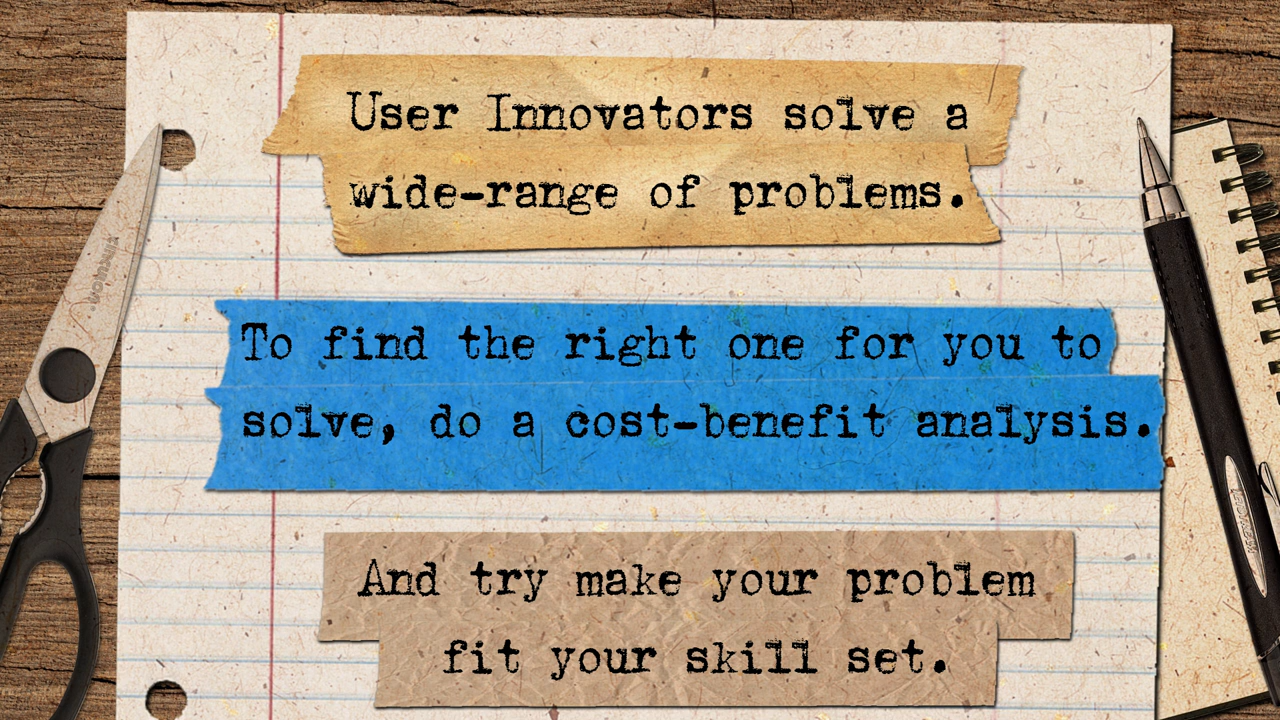 User Innovators solve a
wide-range of problems.
To find the right one for you to
solve, do a cost-benefit analysis.
And try make your problem
fit your skill set.